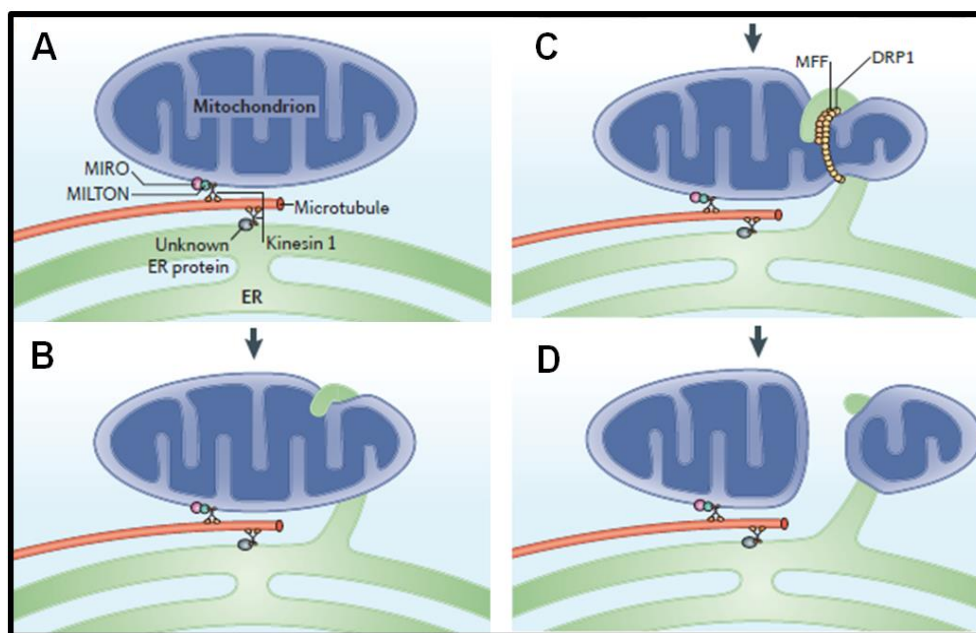 A
Mitochondrion
MIRO
MILTON
Microtubule
Unknown
ER protein
Kinesin 1
ER
B
C
MFF
DRP1
D